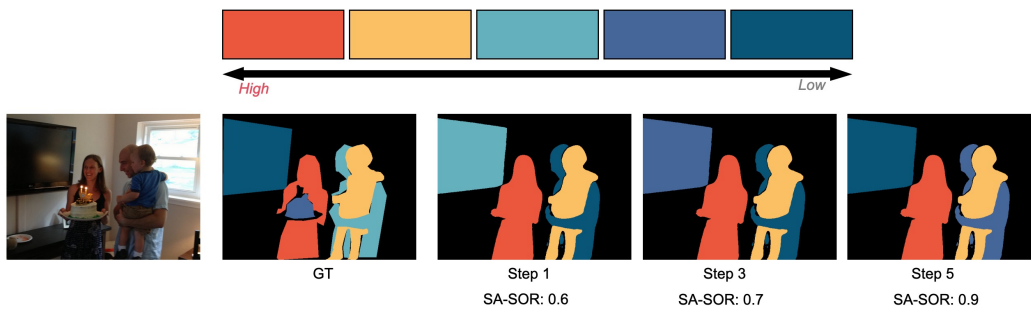 High
Low
GT
Step 1
Step 3
Step 5
SA-SOR: 0.6
SA-SOR: 0.7
SA-SOR: 0.9